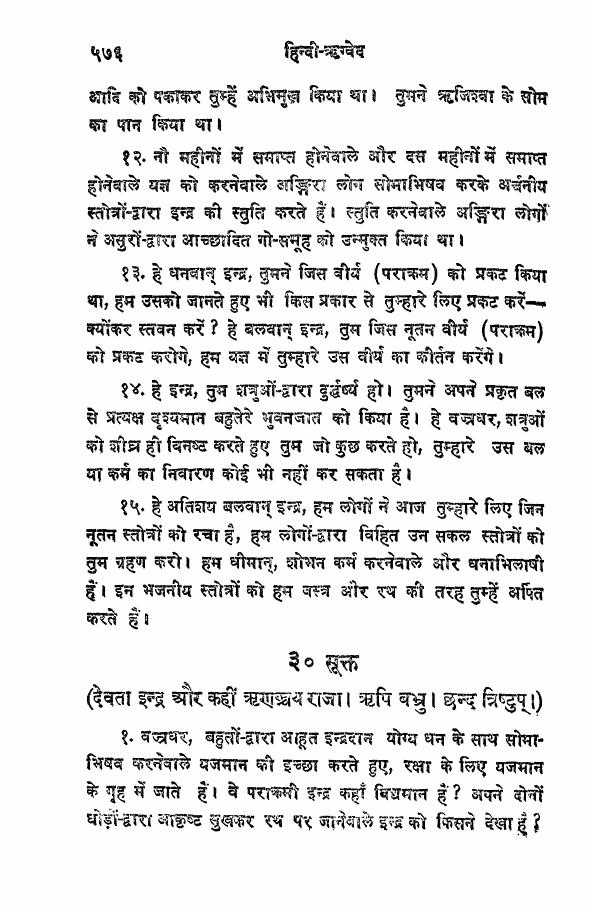 ५७६ हिन्दी-ऋग्वेद
आदि को पकाकर तुम्हें अभिमुख किया था। तुमने ऋजिश्वा के सोम
का पान किया था।
१२. नौ महीनों में समाप्त होनेवाले और दस महीनों में समाप्त
होनेवाले यज्ञ को करनेवाले अङ्गिरा लोग सोमाभिषव करके अर्चनीय
स्तोत्रों-द्वारा इन्द्र की स्तुति करते हैं। स्तुति करनेवाले अङ्गिरा लोगों
ने असुरों-द्वारा आच्छादित गो-समूह को उन्मुक्त किया था।
१३. हे धनवान् इन्द्र, तुमने जिस वीर्य (पराक्रम) को प्रकट किया
था, हम उसको जानते हुए भी किस प्रकार से तुम्हारे लिए प्रकट करें—
क्योंकर स्तवन करें? हे बलवान् इन्द्र, तुम जिस नूतन वीर्य (पराक्रम)
को प्रकट करोगे, हम यज्ञ में तुम्हारे उस वीर्य का कीर्तन करेंगे।
१४. हे इन्द्र, तुम शत्रुओं-द्वारा दुर्द्धर्ष्य हो। तुमने अपने प्रकृत बल
से प्रत्यक्ष दृश्यमान बहुतेरे भुवनजात को किया है। हे वज्रधर, शत्रुओं
को शीघ्र ही विनष्ट करते हुए तुम जो कुछ करते हो, तुम्हारे उस बल
या कर्म का निवारण कोई भी नहीं कर सकता है।
१५. हे अतिशय बलवान् इन्द्र, हम लोगों ने आज तुम्हारे लिए जिन
नूतन स्तोत्रों को रचा है, हम लोगों-द्वारा विहित उन सकल स्तोत्रों को
तुम ग्रहण करो। हम धीमान्, शोभन कर्म करनेवाले और धनाभिलाषी
हैं। इन भजनीय स्तोत्रों को हम वस्त्र और रथ की तरह तुम्हें अर्पित
करते हैं।
३० सूक्त
(देवता इन्द्र और कहीं ऋणञ्चय राजा। ऋषि बभ्रु। छन्द त्रिष्टुप्।)
१. वज्रधर, बहुतों-द्वारा आहूत इन्द्रदान योग्य धन के साथ सोमा-
भिषव करनेवाले यजमान की इच्छा करते हुए, रक्षा के लिए यजमान
के गृह में जाते हैं। वे पराक्रमी इन्द्र कहाँ विद्यमान हैं? अपने दोनों
घोड़ों-द्वारा आकृष्ट सुखकर रथ पर जानेवाले इन्द्र को किसने देखा है?